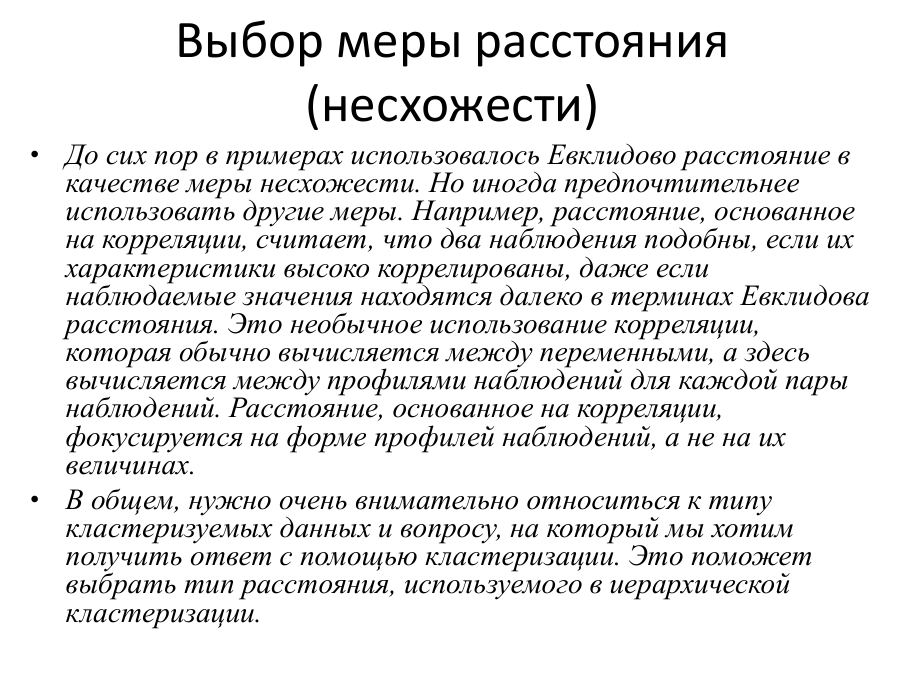 Выбор меры расстояния
(несхожести)
• До сих пор в примерах использовалось Евклидово расстояние в
качестве меры несхожести. Но иногда предпочтительнее
использовать другие меры. Например, расстояние, основанное
на корреляции, считает, что два наблюдения подобны, если их
характеристики высоко коррелированы, даже если
наблюдаемые значения находятся далеко в терминах Евклидова
расстояния. Это необычное использование корреляции,
которая обычно вычисляется между переменными, а здесь
вычисляется между профилями наблюдений для каждой пары
наблюдений. Расстояние, основанное на корреляции,
фокусируется на форме профилей наблюдений, а не на их
величинах.
• В общем, нужно очень внимательно относиться к типу
кластеризуемых данных и вопросу, на который мы хотим
получить ответ с помощью кластеризации. Это поможет
выбрать тип расстояния, используемого в иерархической
кластеризации.